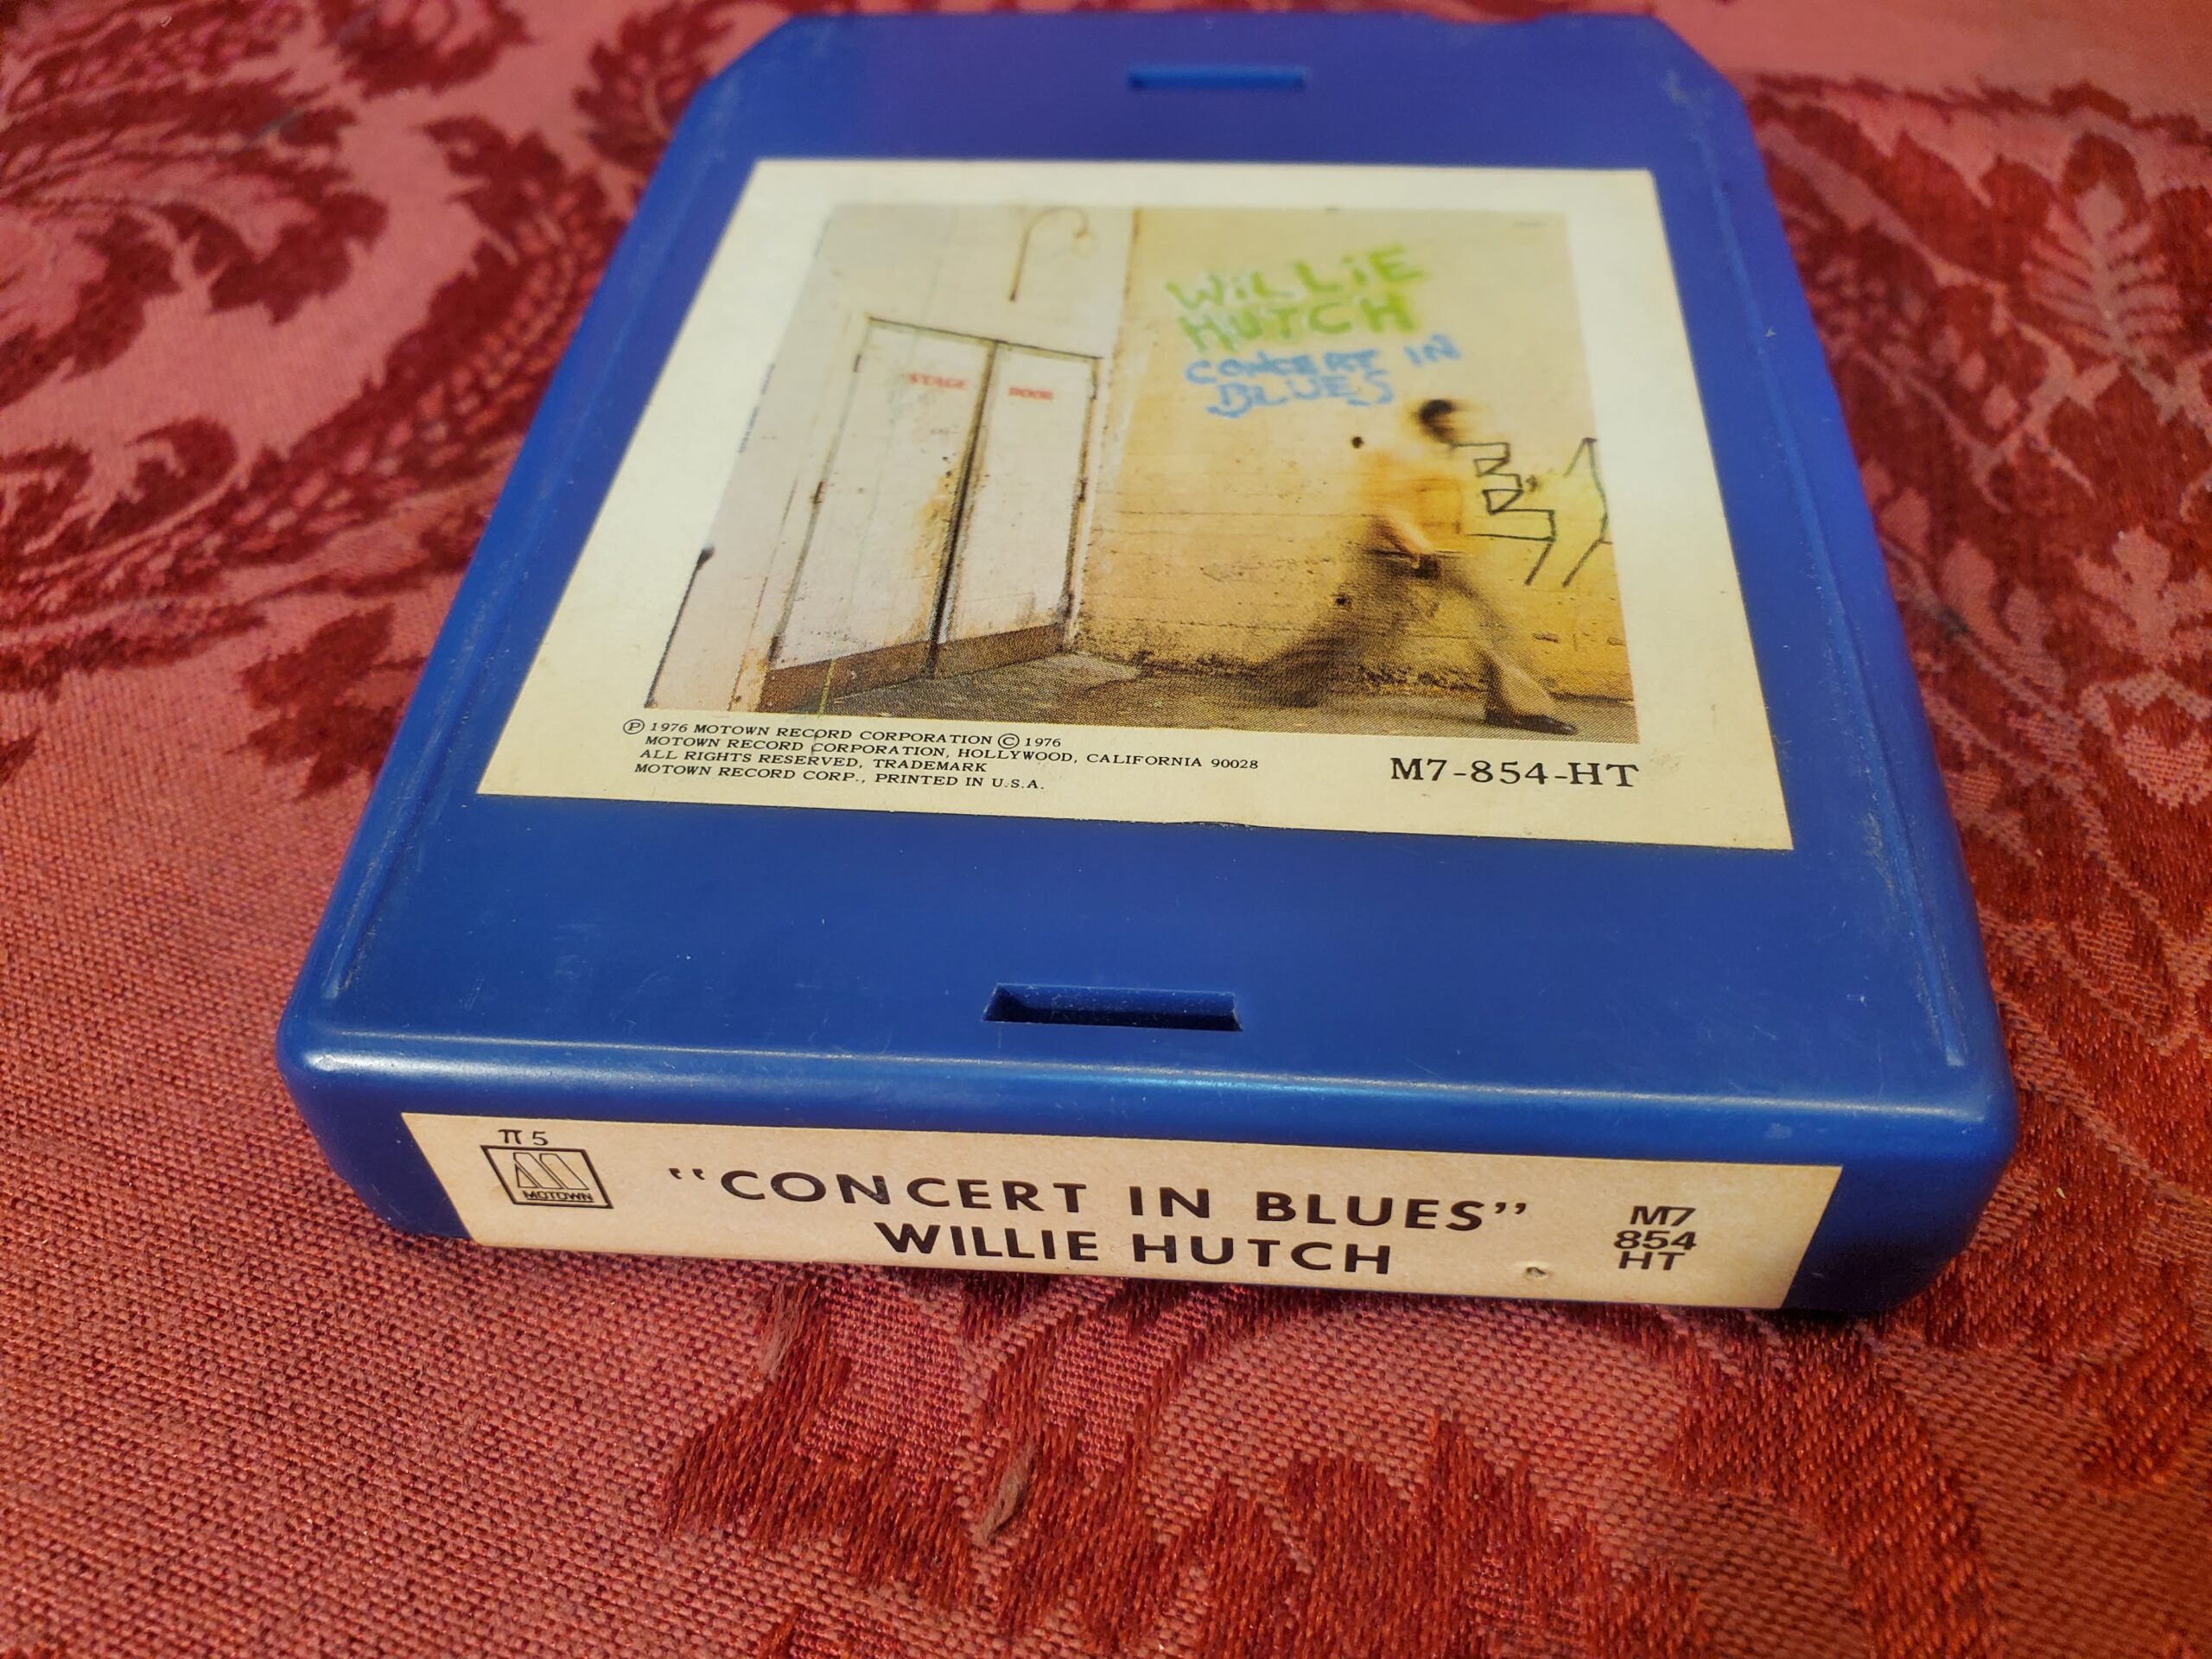 WiLLiE
HUTCH
CONCERT IN
BLUES
STAGE DOOR
Ⓟ 1976 MOTOWN RECORD CORPORATION © 1976
MOTOWN RECORD CORPORATION, HOLLYWOOD, CALIFORNIA 90028
ALL RIGHTS RESERVED, TRADEMARK
MOTOWN RECORD CORP., PRINTED IN U.S.A.
M7-854-HT
π 5
MOTOWN
“CONCERT IN BLUES”
WILLIE HUTCH
M7
854
HT